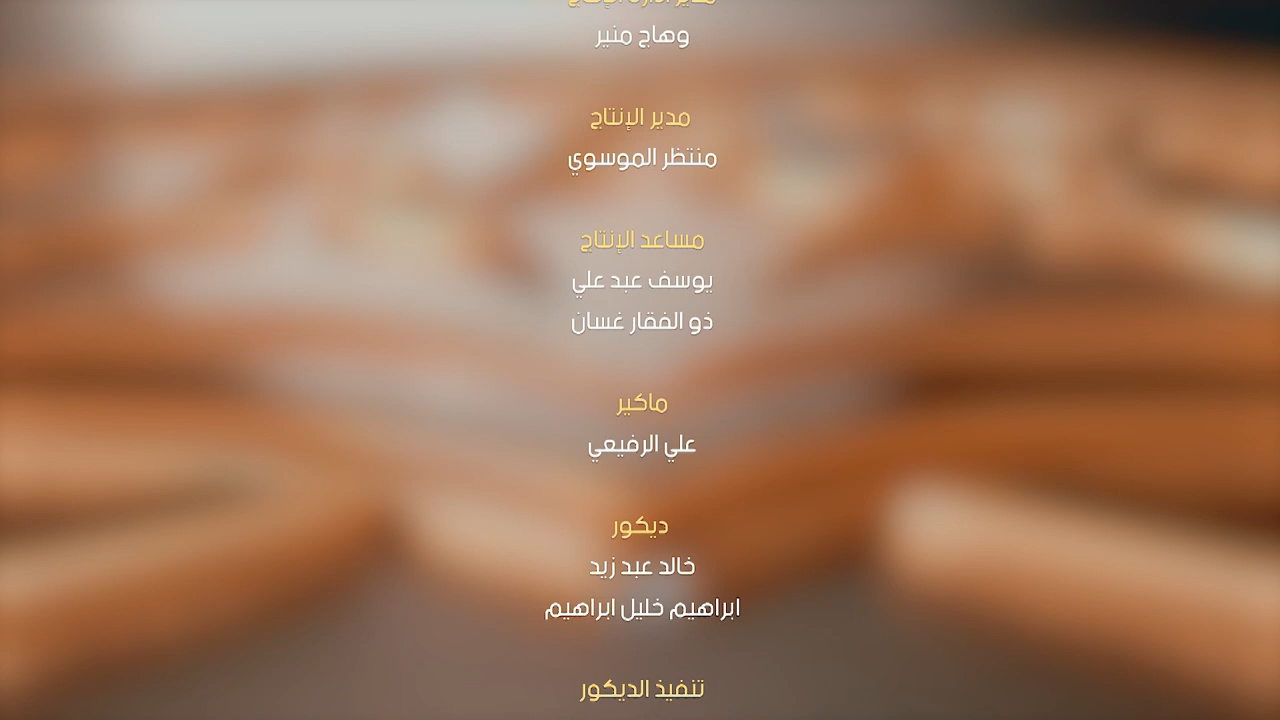 وهاج منير
مدير الإنتاج
منتظر الموسوي
مساعد الإنتاج
يوسف عبد علي
ذو الفقار غسان
ماكير
علي الرفيعي
ديكور
خالد عبد زيد
ابراهيم خليل ابراهيم
تنفيذ الديكور